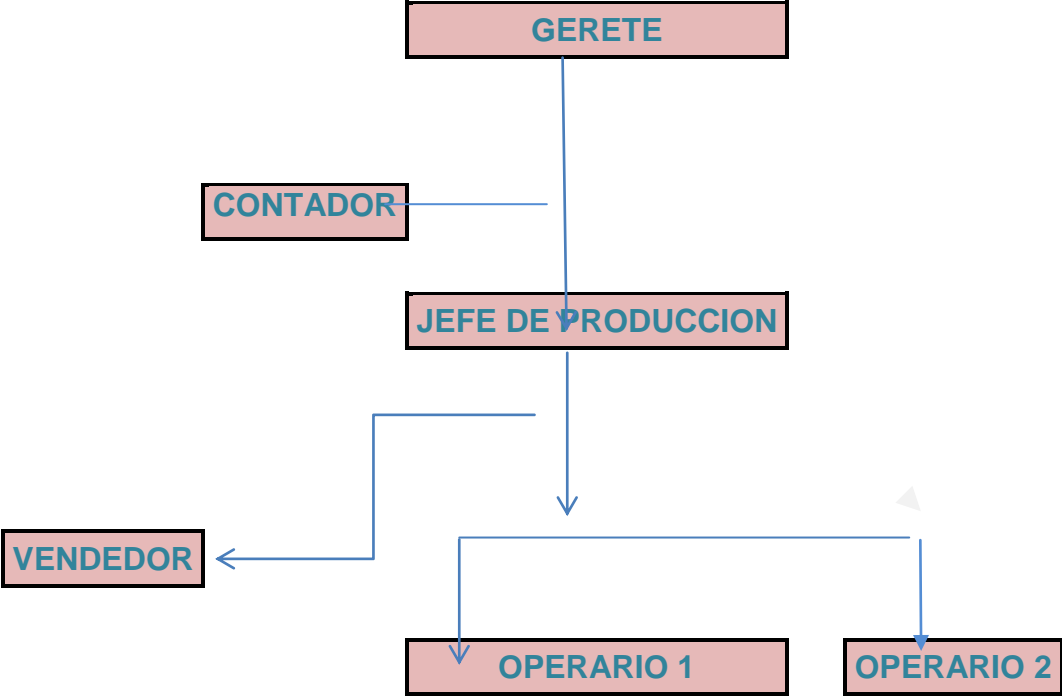 GERETE
CONTADOR
JEFE DE PRODUCCION
VENDEDOR
OPERARIO 1
OPERARIO 2